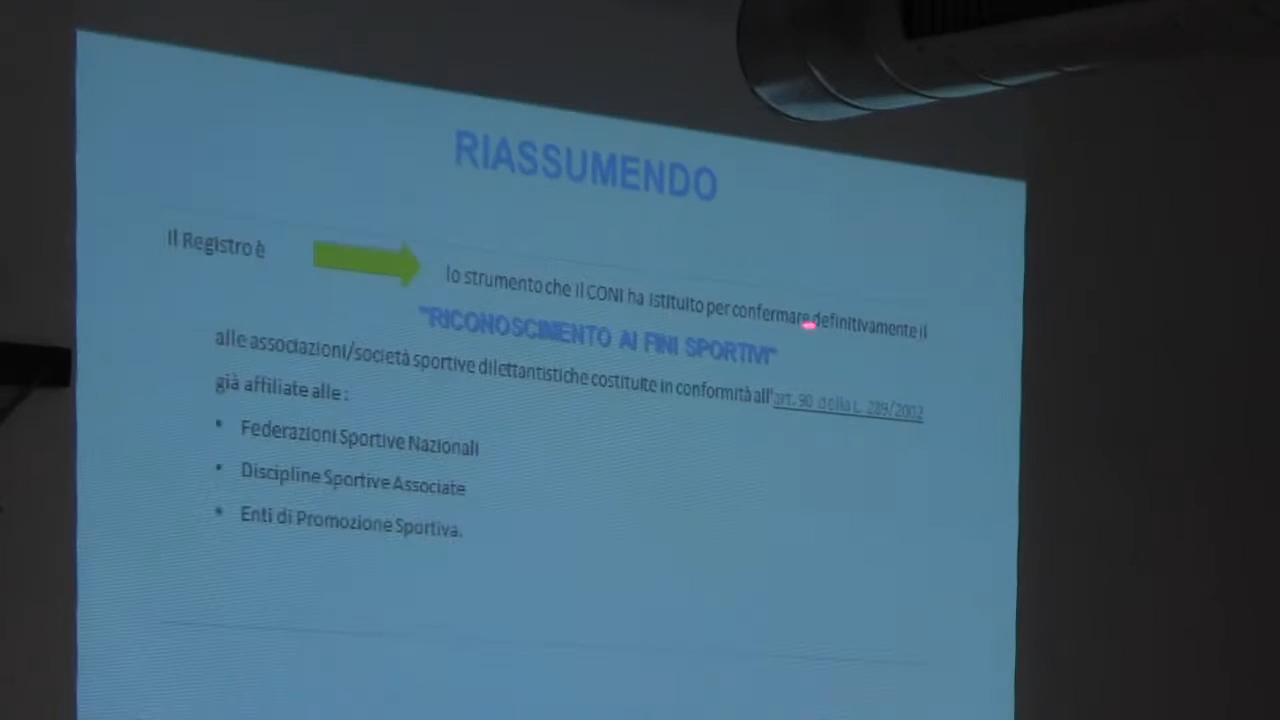 RIASSUMENDO
Il Registro è
lo strumento che il CONI ha istituito per confermare definitivamente il
"RICONOSCIMENTO AI FINI SPORTIVI"
alle associazioni/società sportive dilettantistiche costituite in conformità all'art. 90 della L. 289/2002
già affiliate alle :
• Federazioni Sportive Nazionali
• Discipline Sportive Associate
• Enti di Promozione Sportiva.